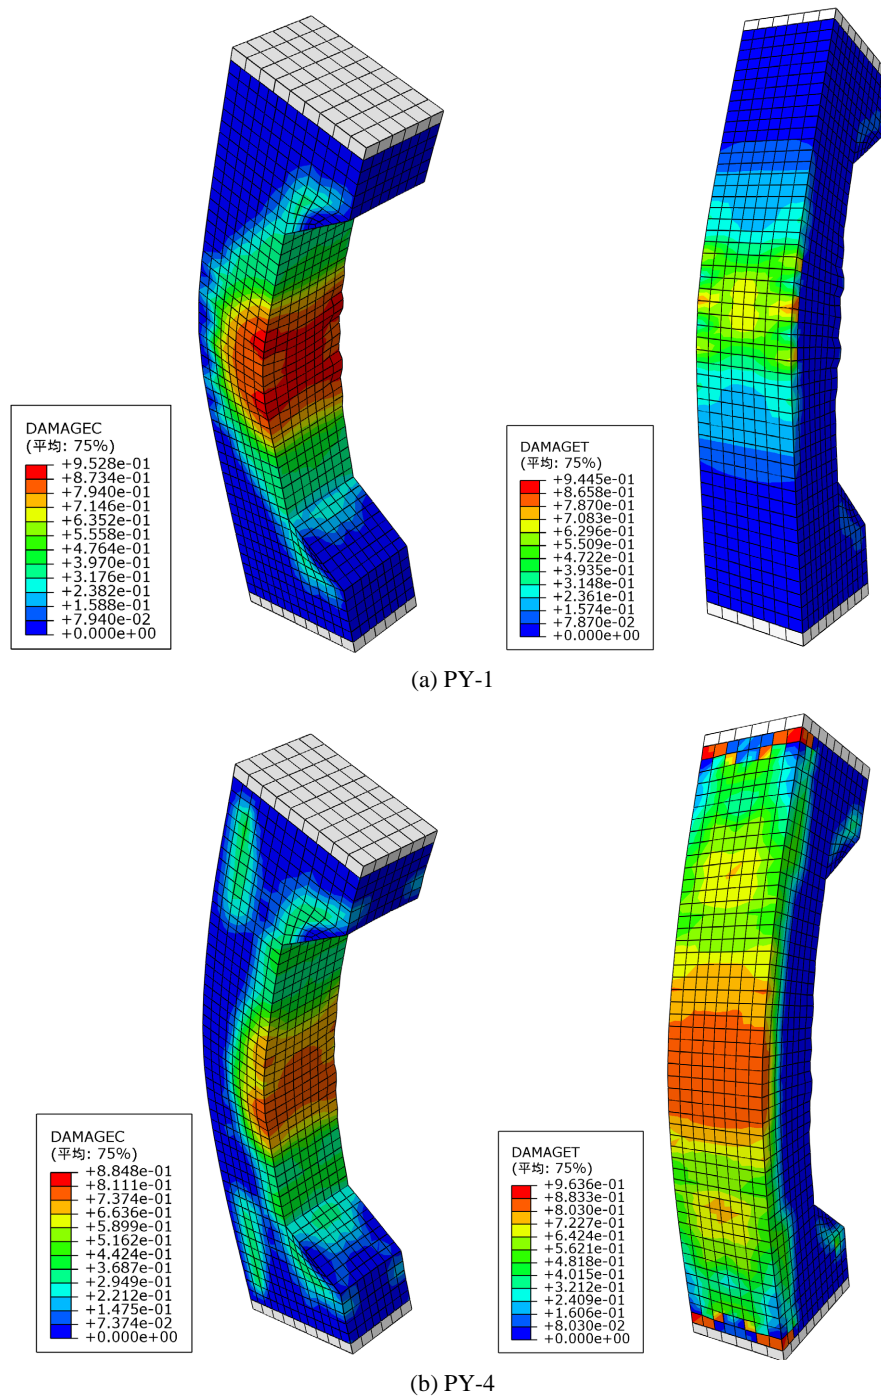 DAMAGEC
(平均: 75%)
+9.528e-01
+8.734e-01
+7.940e-01
+7.146e-01
+6.352e-01
+5.558e-01
+4.764e-01
+3.970e-01
+3.176e-01
+2.382e-01
+1.588e-01
+7.940e-02
+0.000e+00
DAMAGET
(平均: 75%)
+9.445e-01
+8.658e-01
+7.870e-01
+7.083e-01
+6.296e-01
+5.509e-01
+4.722e-01
+3.935e-01
+3.148e-01
+2.361e-01
+1.574e-01
+7.870e-02
+0.000e+00
(a) PY-1
DAMAGEC
(平均: 75%)
+8.848e-01
+8.111e-01
+7.374e-01
+6.636e-01
+5.899e-01
+5.162e-01
+4.424e-01
+3.687e-01
+2.949e-01
+2.212e-01
+1.475e-01
+7.374e-02
+0.000e+00
DAMAGET
(平均: 75%)
+9.636e-01
+8.833e-01
+8.030e-01
+7.227e-01
+6.424e-01
+5.621e-01
+4.818e-01
+4.015e-01
+3.212e-01
+2.409e-01
+1.606e-01
+8.030e-02
+0.000e+00
(b) PY-4